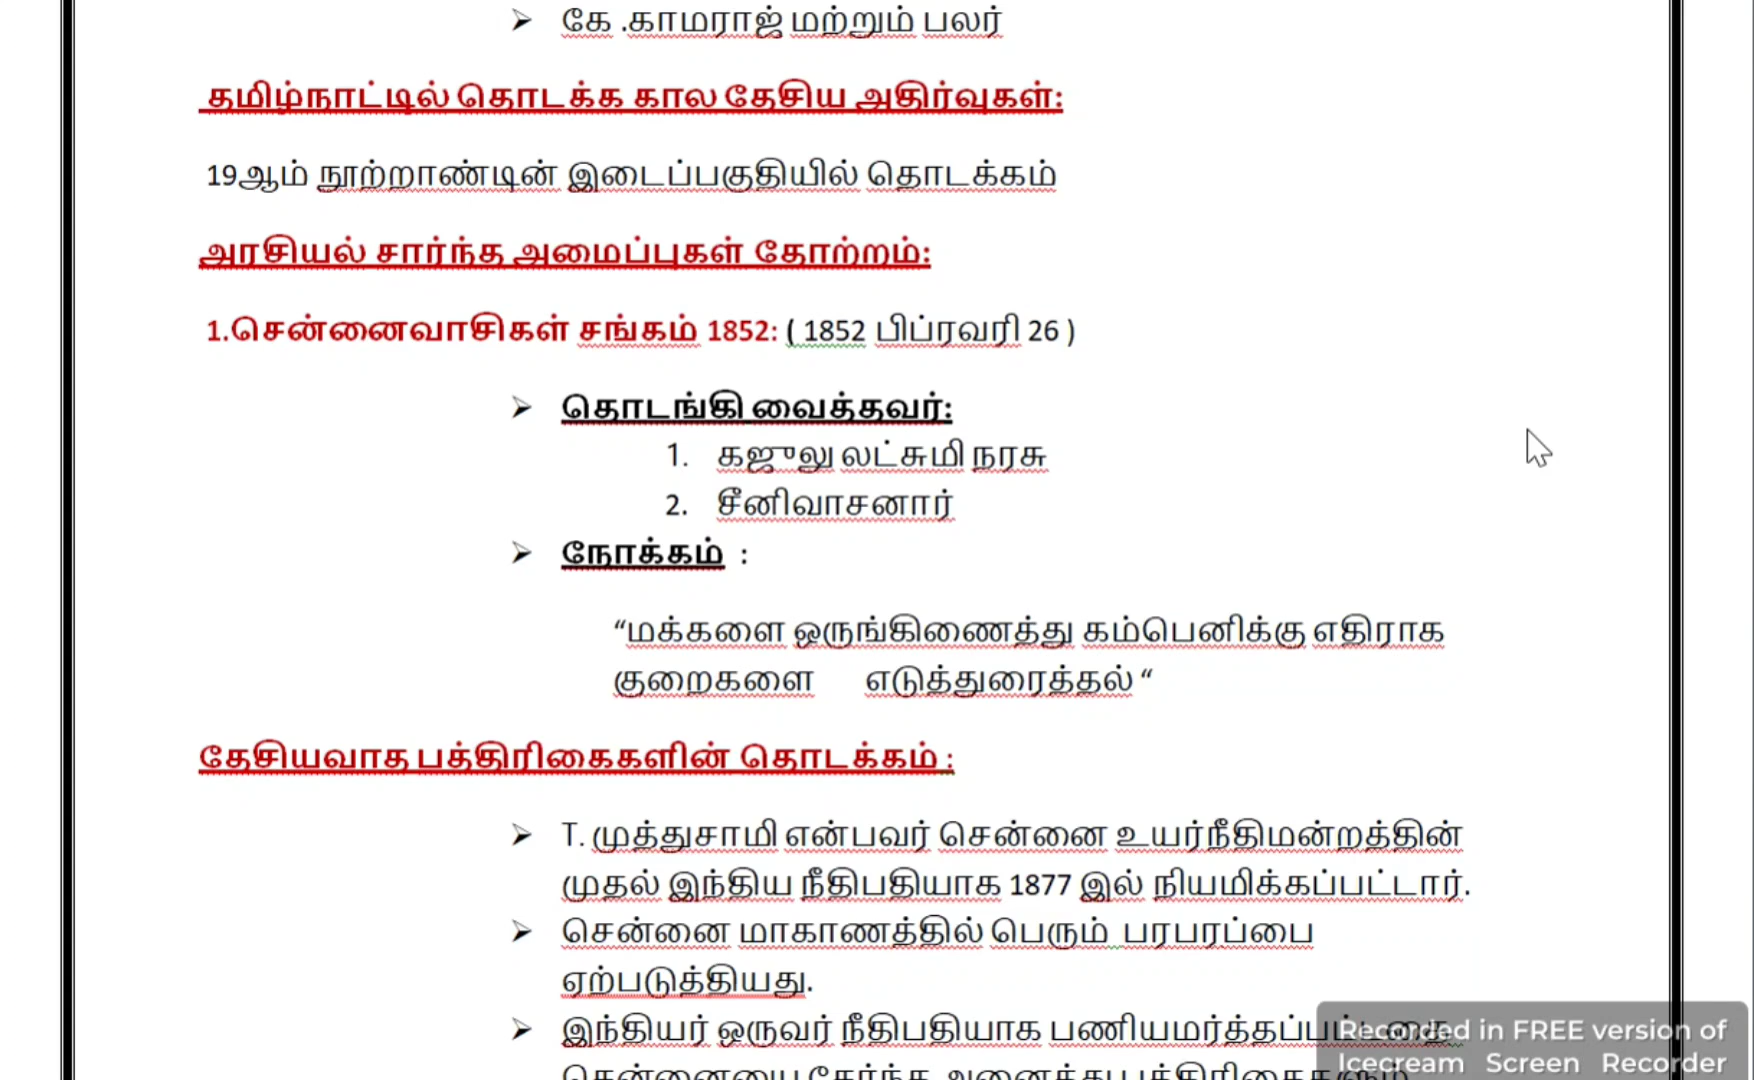 ➢ கே .காமராஜ் மற்றும் பலர்
தமிழ்நாட்டில் தொடக்க கால தேசிய அதிர்வுகள்:
19ஆம் நூற்றாண்டின் இடைப்பகுதியில் தொடக்கம்
அரசியல் சார்ந்த அமைப்புகள் தோற்றம்:
1.சென்னைவாசிகள் சங்கம் 1852: ( 1852 பிப்ரவரி 26 )
➢ தொடங்கி வைத்தவர்:
1. கஜுலு லட்சுமி நரசு
2. சீனிவாசனார்
➢ நோக்கம் :
“மக்களை ஒருங்கிணைத்து கம்பெனிக்கு எதிராக
குறைகளை எடுத்துரைத்தல் “
தேசியவாத பத்திரிகைகளின் தொடக்கம் :
➢ T. முத்துசாமி என்பவர் சென்னை உயர்நீதிமன்றத்தின்
முதல் இந்திய நீதிபதியாக 1877 இல் நியமிக்கப்பட்டார்.
➢ சென்னை மாகாணத்தில் பெரும் பரபரப்பை
ஏற்படுத்தியது.
➢ இந்தியர் ஒருவர் நீதிபதியாக
சென்னையை சேர்ந்த அனைத்து பத்திரிகைகளும்
Recorded in FREE version of
Icecream Screen Recorder